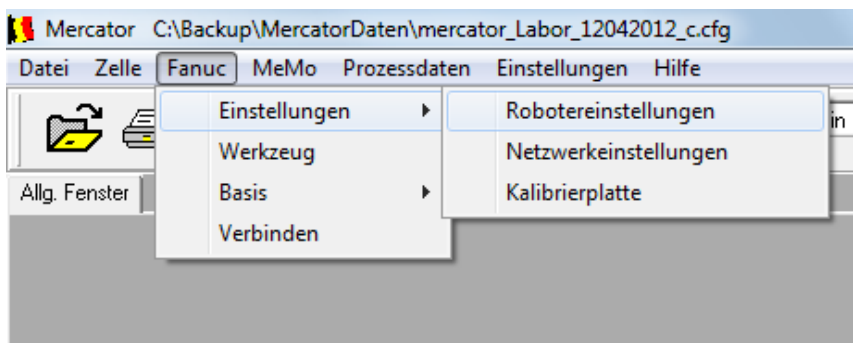 Mercator C:\Backup\MercatorDaten\mercator_Labor_12042012_c.cfg
Datei Zelle Fanuc MeMo Prozessdaten Einstellungen Hilfe
Einstellungen Robotereinstellungen in
Werkzeug Netzwerkeinstellungen
Allg. Fenster Basis Kalibrierplatte
Verbinden